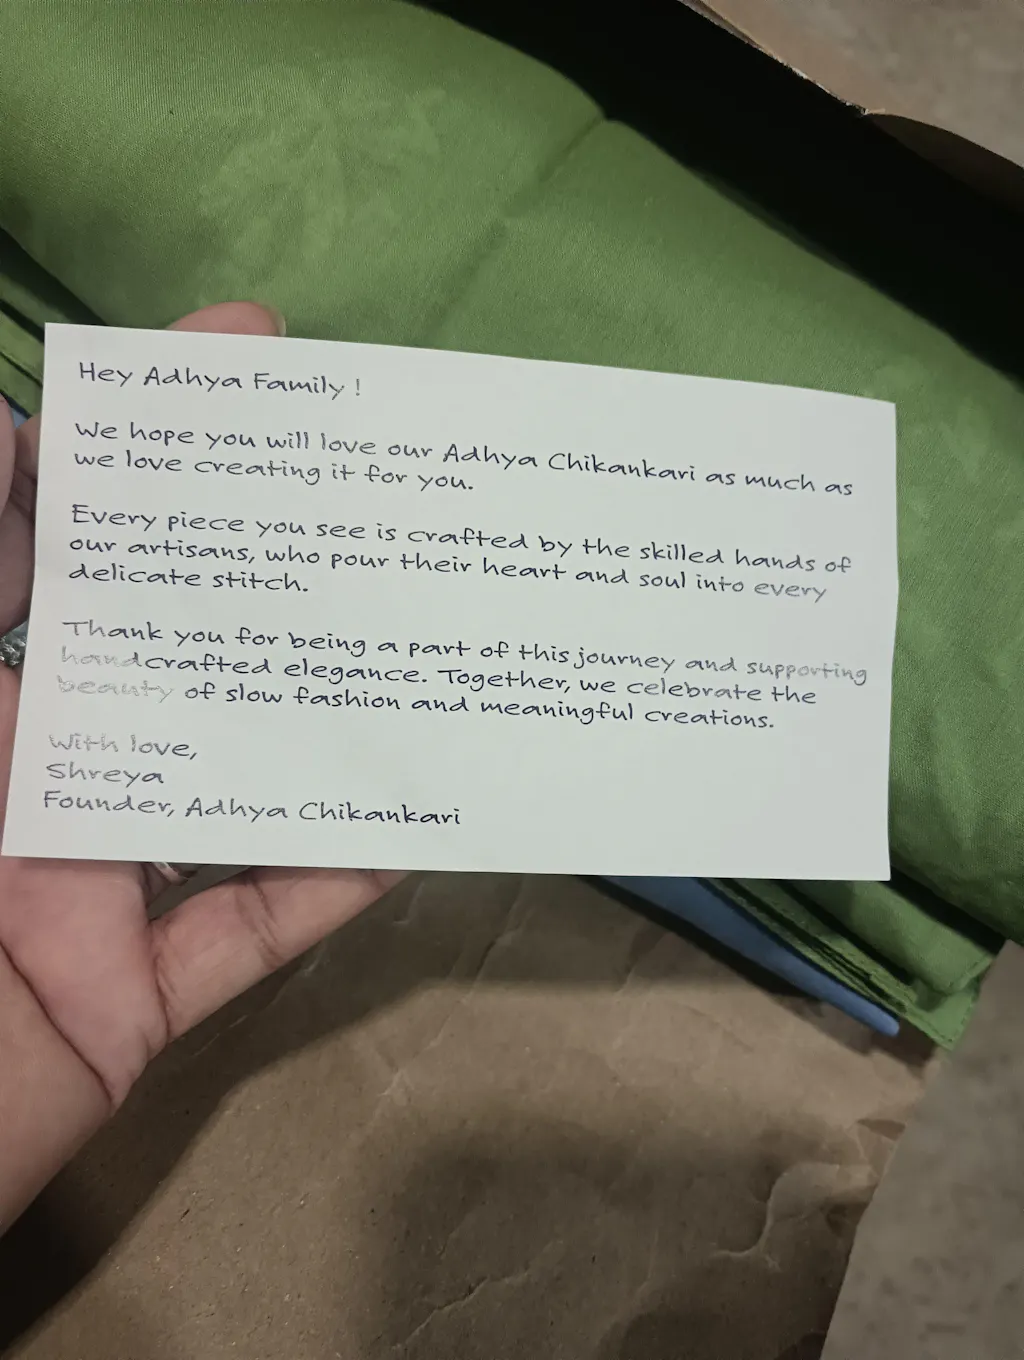 Hey Adhya Family !
We hope you will love our Adhya Chikankari as much as
we love creating it for you.
Every piece you see is crafted by the skilled hands of
our artisans, who pour their heart and soul into every
delicate stitch.
Thank you for being a part of this journey and supporting
handcrafted elegance. Together, we celebrate the
beauty of slow fashion and meaningful creations.
With love,
Shreya
Founder, Adhya Chikankari